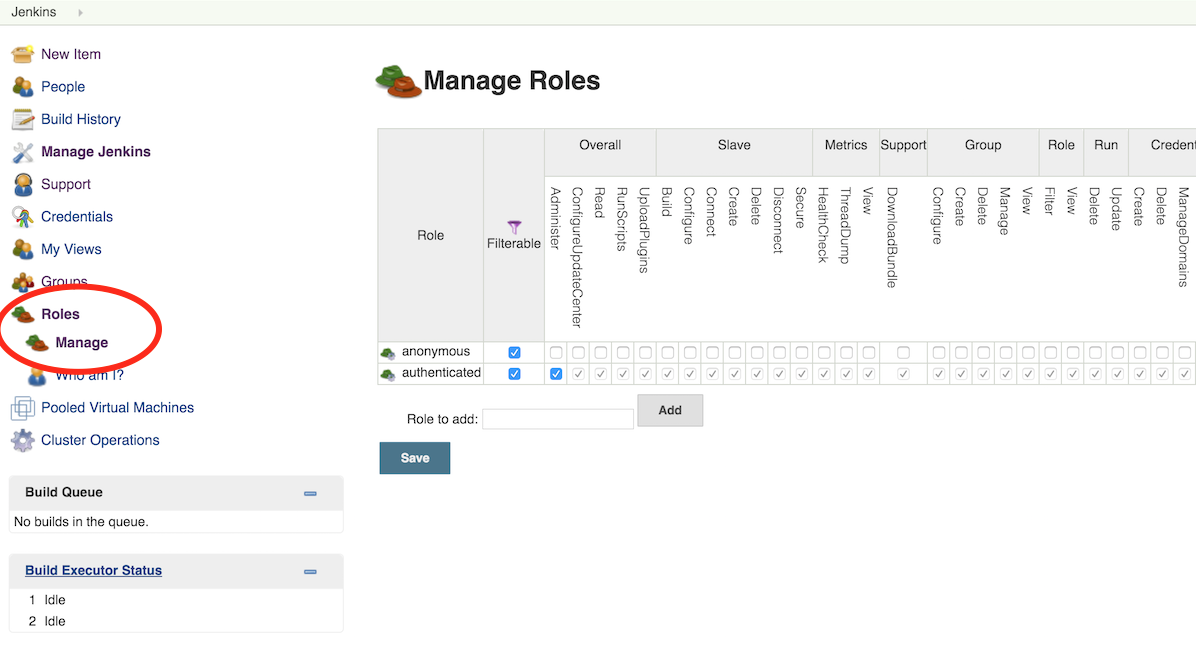 Jenkins
New Item
People
Build History
Manage Jenkins
Support
Credentials
My Views
Groups
Roles
Manage
Who am I?
Pooled Virtual Machines
Cluster Operations
Build Queue
No builds in the queue.
Build Executor Status
1 Idle
2 Idle
Manage Roles
Role
Filterable
Overall
Slave
Metrics
Support
Group
Role
Run
Credent
Administer
ConfigureUpdateCenter
Read
RunScripts
UploadPlugins
Build
Configure
Connect
Create
Delete
Disconnect
Secure
HealthCheck
ThreadDump
View
DownloadBundle
Configure
Create
Delete
Manage
View
Filter
View
Delete
Update
Create
Delete
ManageDomains
anonymous
authenticated
Role to add:
Add
Save